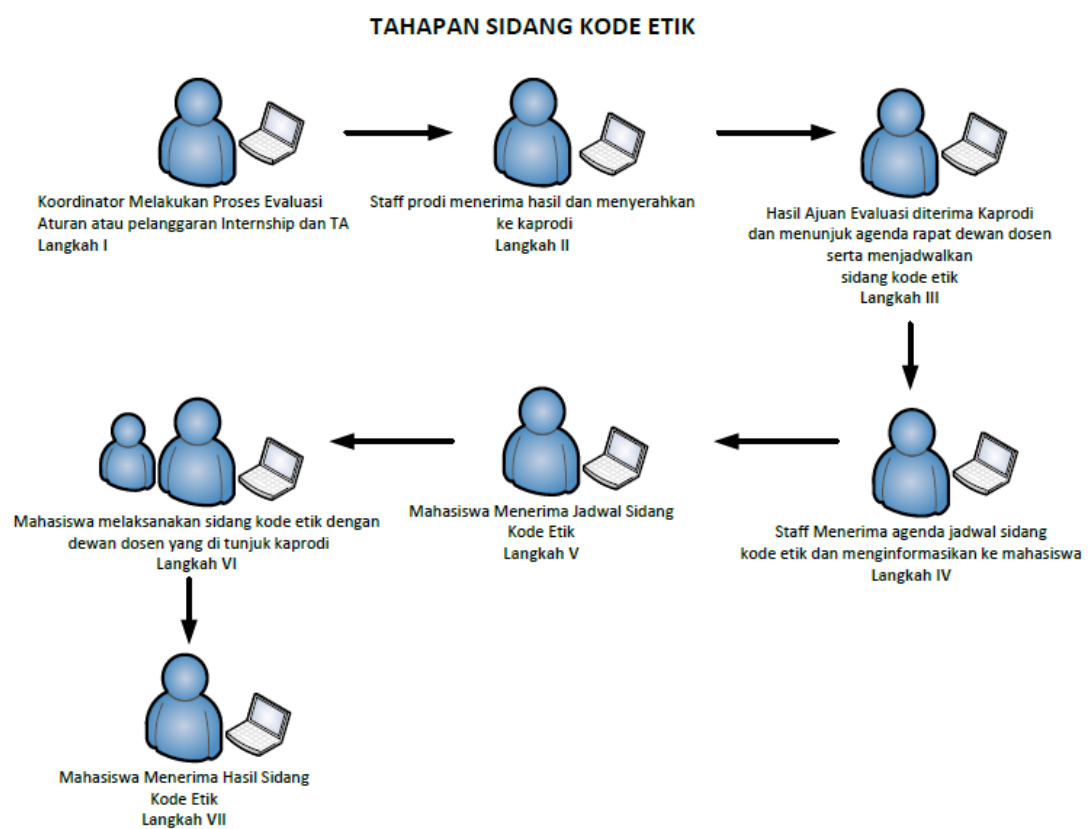 TAHAPAN SIDANG KODE ETIK
Koordinator Melakukan Proses Evaluasi
Aturan atau pelanggaran Internship dan TA
Langkah I
Staff prodi menerima hasil dan menyerahkan
ke kaprodi
Langkah II
Hasil Ajuan Evaluasi diterima Kaprodi
dan menunjuk agenda rapat dewan dosen
serta menjadwalkan
sidang kode etik
Langkah III
Staff Menerima agenda jadwal sidang
kode etik dan menginformasikan ke mahasiswa
Langkah IV
Mahasiswa Menerima Jadwal Sidang
Kode Etik
Langkah V
Mahasiswa melaksanakan sidang kode etik dengan
dewan dosen yang di tunjuk kaprodi
Langkah VI
Mahasiswa Menerima Hasil Sidang
Kode Etik
Langkah VII